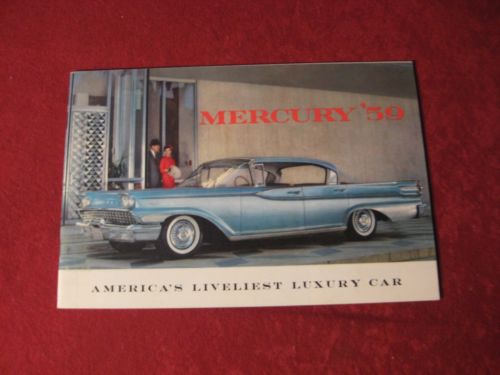 MERCURY '59
AMERICA'S LIVELIEST LUXURY CAR